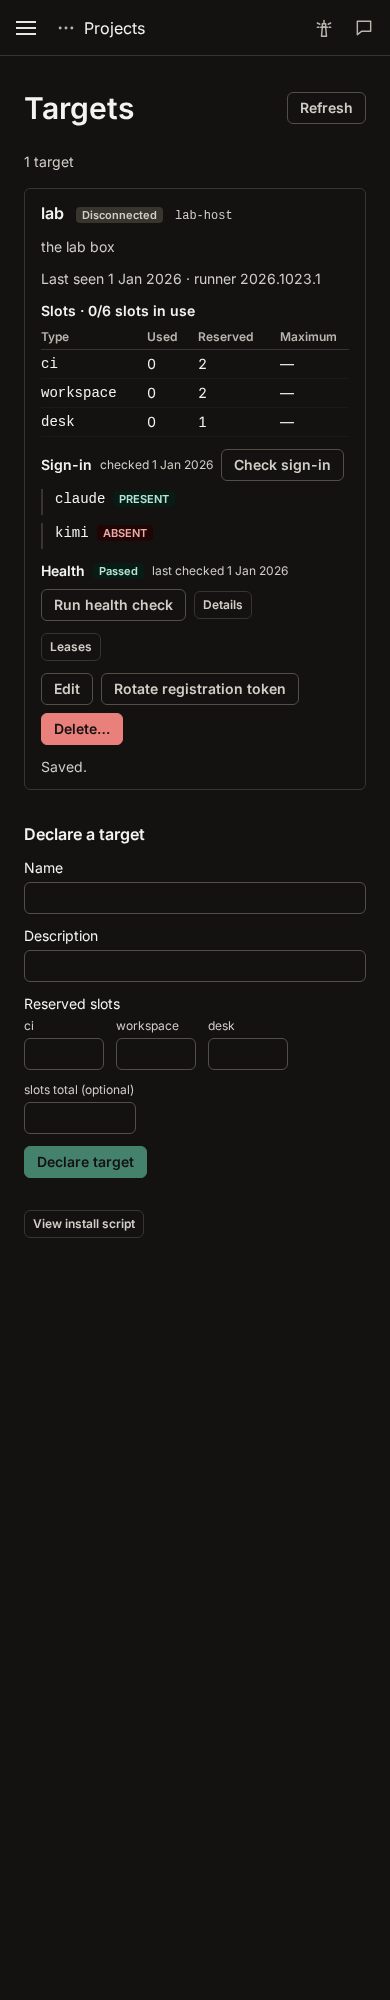 Projects
Targets
Refresh
1 target
lab Disconnected lab-host
the lab box
Last seen 1 Jan 2026 · runner 2026.1023.1
Slots · 0/6 slots in use
Type Used Reserved Maximum
ci 0 2 —
workspace 0 2 —
desk 0 1 —
Sign-in checked 1 Jan 2026 Check sign-in
claude PRESENT
kimi ABSENT
Health Passed last checked 1 Jan 2026
Run health check Details
Leases
Edit Rotate registration token
Delete…
Saved.
Declare a target
Name
Description
Reserved slots
ci workspace desk
slots total (optional)
Declare target
View install script